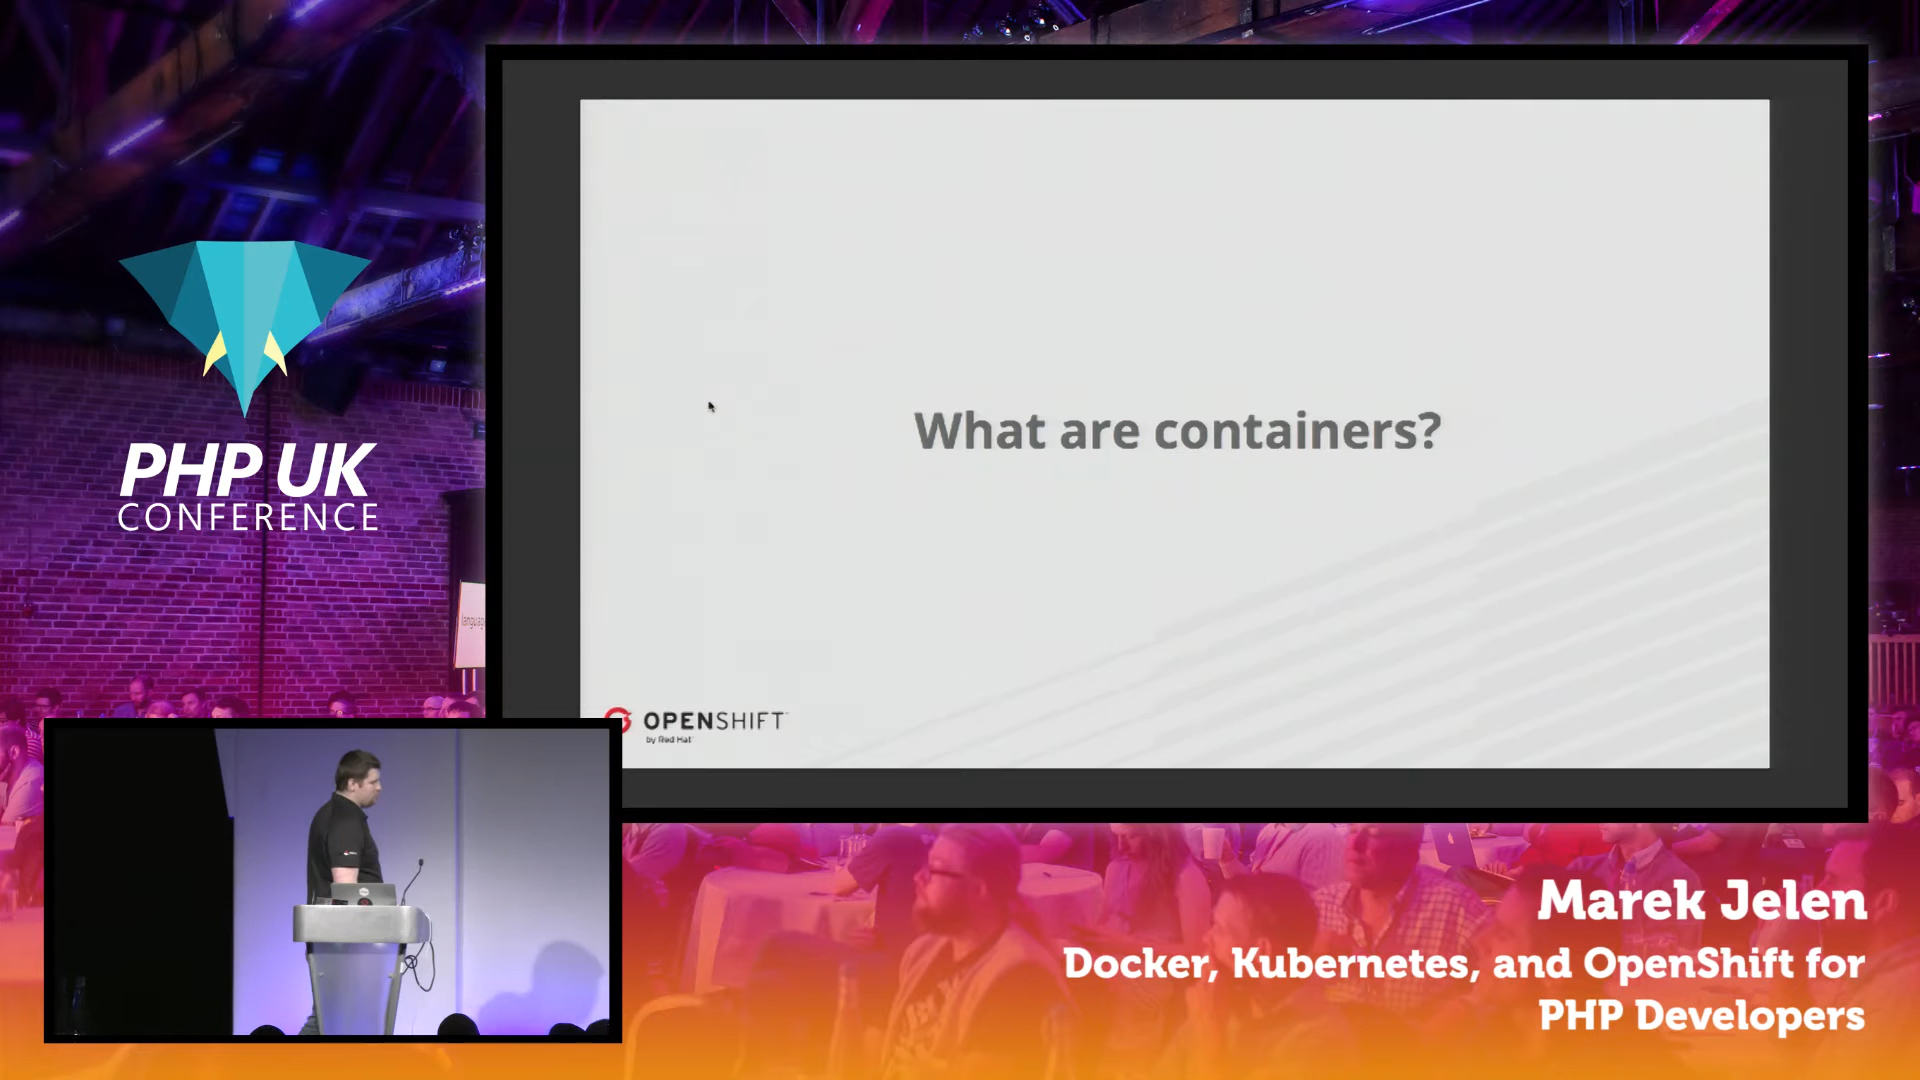 What are containers?
OPENSHIFT
by Red Hat
PHP UK
CONFERENCE
Marek Jelen
Docker, Kubernetes, and OpenShift for
PHP Developers